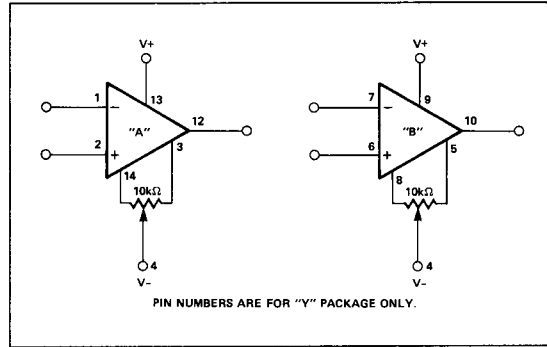 V+ V+
1 − 13 12 7 − 9 10
"A" "B"
2 + 3 6 + 5
14 8
10kΩ 10kΩ
4 4
V− V−
PIN NUMBERS ARE FOR "Y" PACKAGE ONLY.